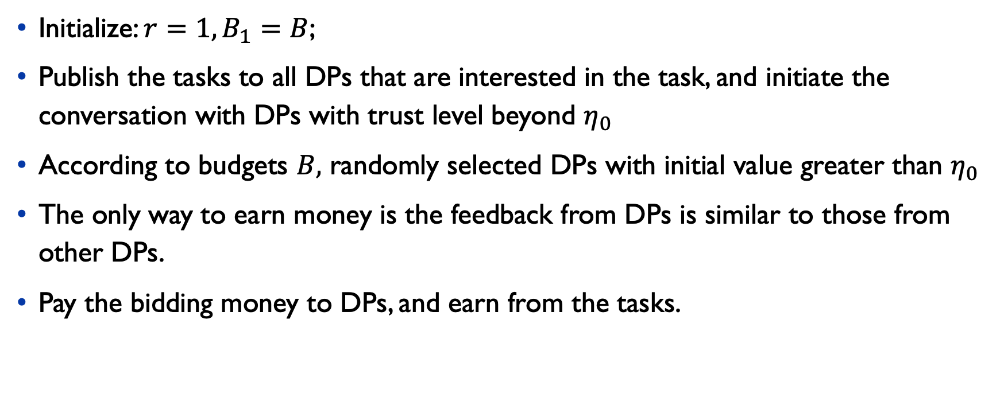 • Initialize: r = 1, B₁ = B;
• Publish the tasks to all DPs that are interested in the task, and initiate the
conversation with DPs with trust level beyond η₀
• According to budgets B, randomly selected DPs with initial value greater than η₀
• The only way to earn money is the feedback from DPs is similar to those from
other DPs.
• Pay the bidding money to DPs, and earn from the tasks.